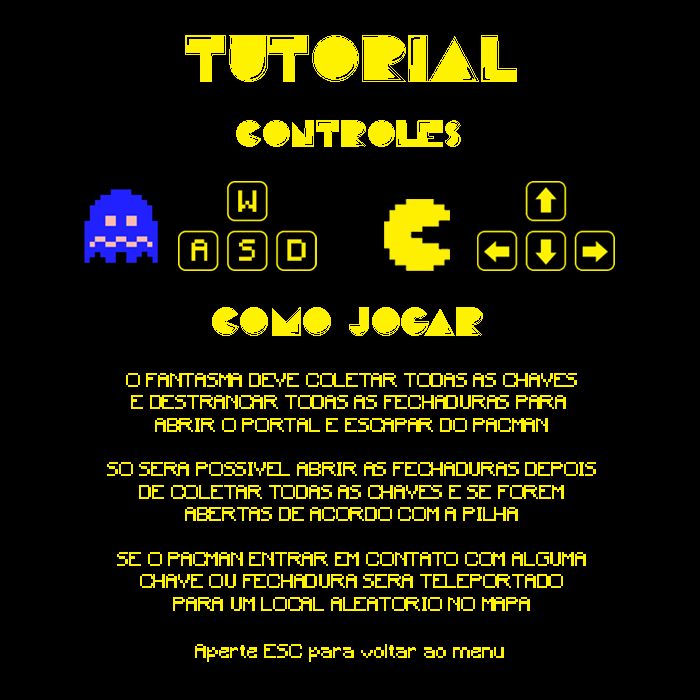 TUTORIAL
CONTROLES
W
A S D
COMO JOGAR
O FANTASMA DEVE COLETAR TODAS AS CHAVES
E DESTRANCAR TODAS AS FECHADURAS PARA
ABRIR O PORTAL E ESCAPAR DO PACMAN
SO SERA POSSIVEL ABRIR AS FECHADURAS DEPOIS
DE COLETAR TODAS AS CHAVES E SE FOREM
ABERTAS DE ACORDO COM A PILHA
SE O PACMAN ENTRAR EM CONTATO COM ALGUMA
CHAVE OU FECHADURA SERA TELEPORTADO
PARA UM LOCAL ALEATORIO NO MAPA
Aperte ESC para voltar ao menu